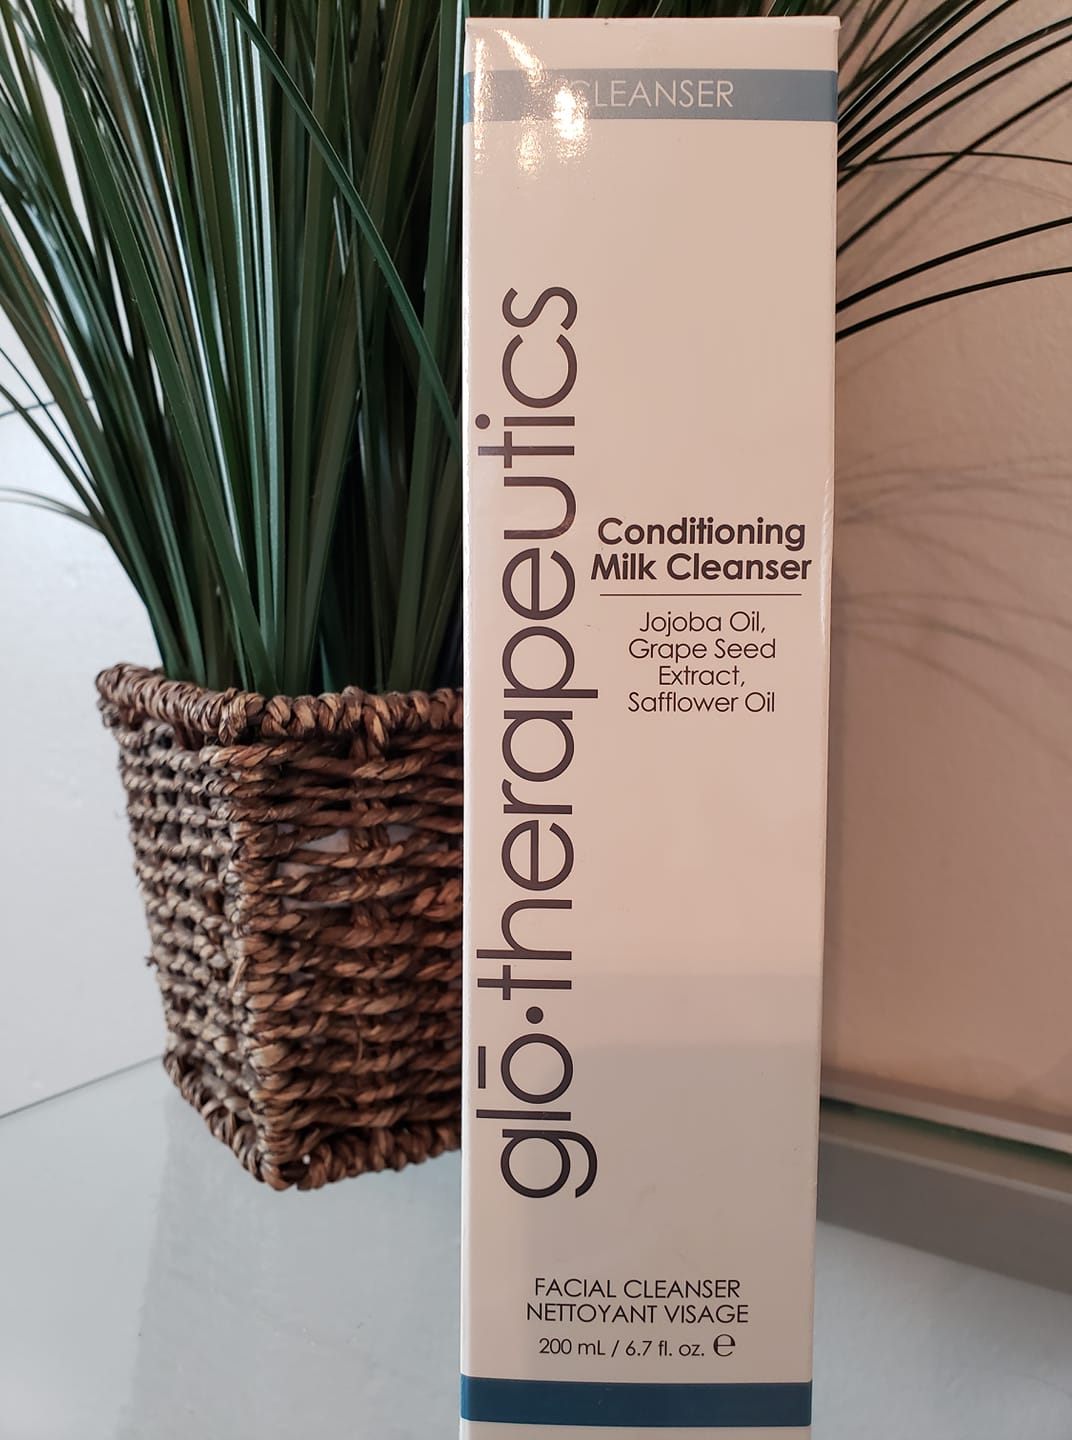 CLEANSER
glō•therapeutics
Conditioning
Milk Cleanser
Jojoba Oil,
Grape Seed
Extract,
Safflower Oil
FACIAL CLEANSER
NETTOYANT VISAGE
200 mL / 6.7 fl. oz. ℮